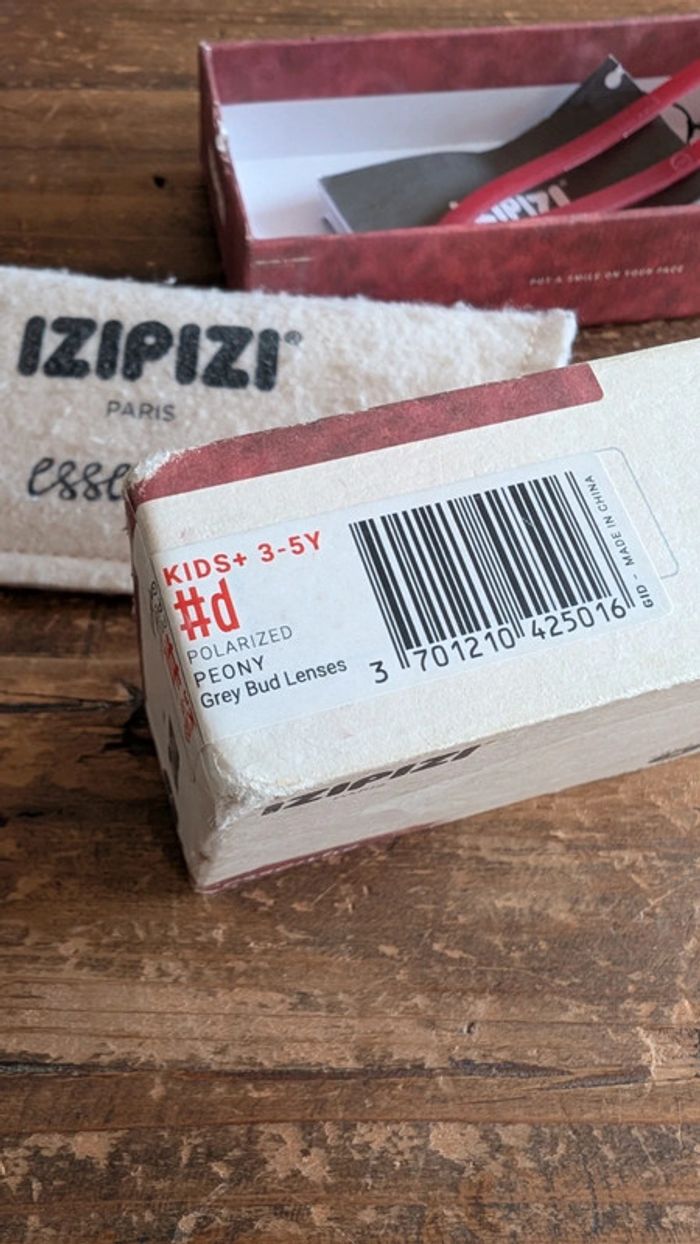 IZIPIZI®
PUT A SMILE ON YOUR FACE
IZIPIZI®
PARIS
KIDS+ 3-5Y
#d
POLARIZED
PEONY
Grey Bud Lenses
3 701210 425016
GID - MADE IN CHINA
IZIPIZI